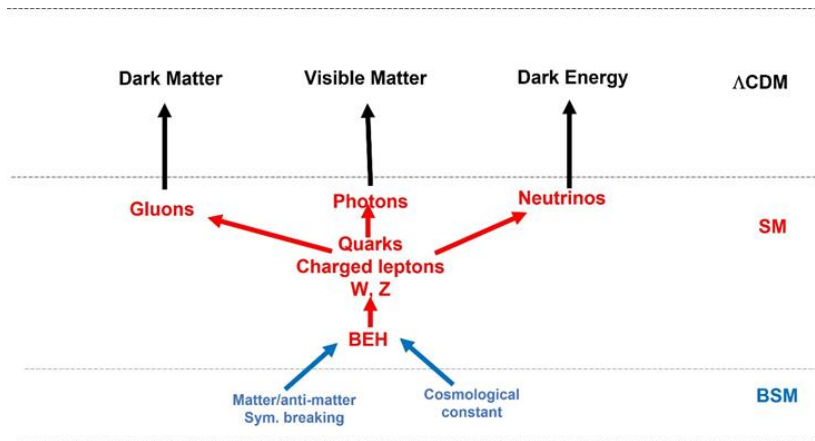 Dark Matter
Visible Matter
Dark Energy
ΛCDM
Gluons
Photons
Neutrinos
SM
Quarks
Charged leptons
W, Z
BEH
Matter/anti-matter
Sym. breaking
Cosmological
constant
BSM